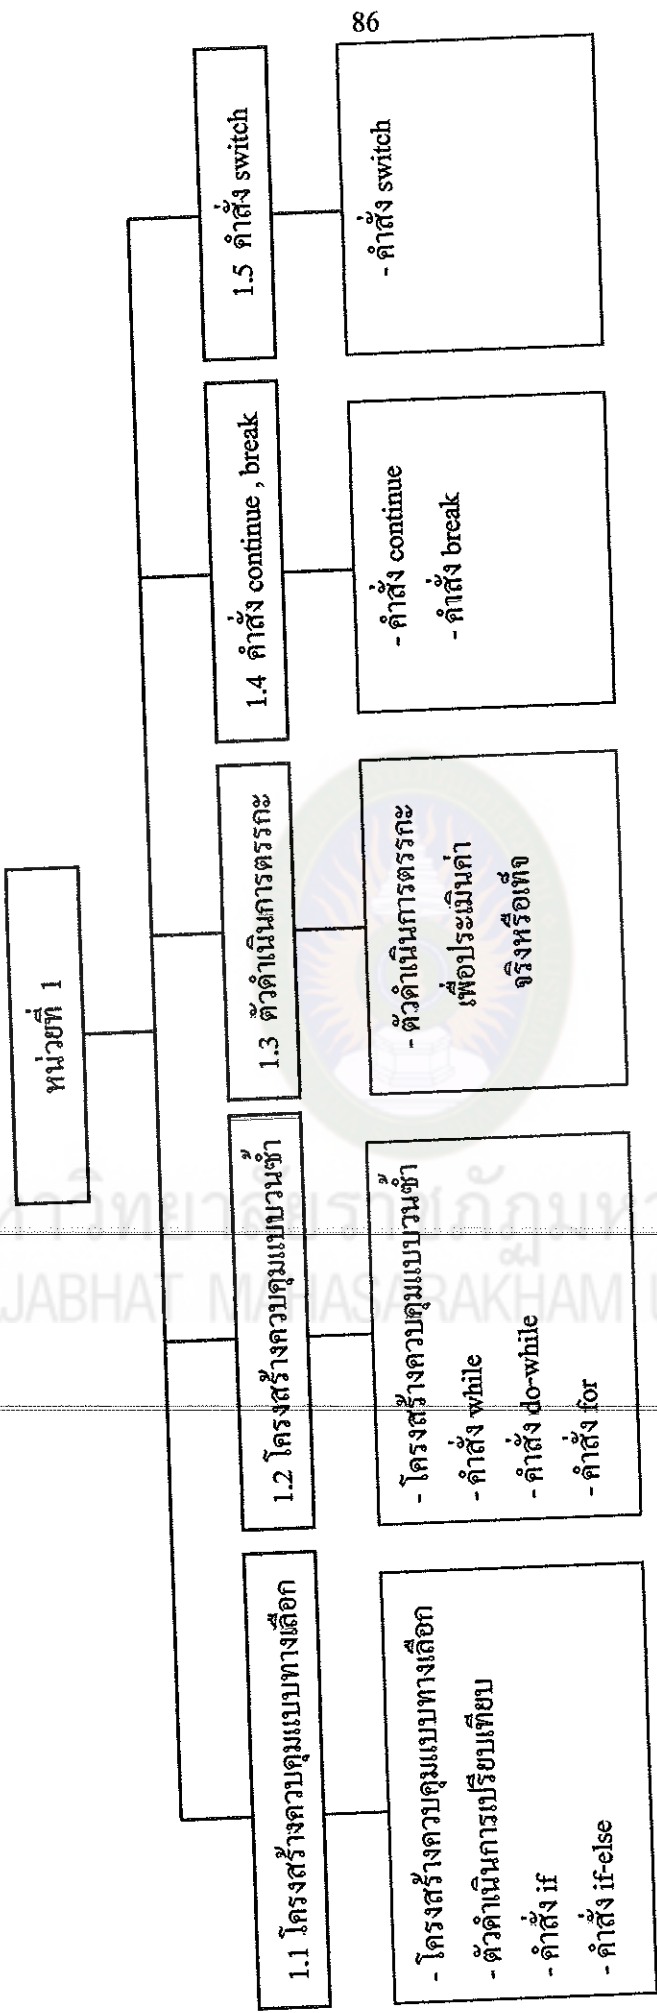 86
หน่วยที่ 1
1.1 โครงสร้างควบคุมแบบทางเลือก
- โครงสร้างควบคุมแบบทางเลือก
- ตัวดำเนินการเปรียบเทียบ
- คำสั่ง if
- คำสั่ง if-else
1.2 โครงสร้างควบคุมแบบวนซ้ำ
- โครงสร้างควบคุมแบบวนซ้ำ
- คำสั่ง while
- คำสั่ง do-while
- คำสั่ง for
1.3 ตัวดำเนินการตรรกะ
- ตัวดำเนินการตรรกะ
เพื่อประเมินค่า
จริงหรือเท็จ
1.4 คำสั่ง continue , break
- คำสั่ง continue
- คำสั่ง break
1.5 คำสั่ง switch
- คำสั่ง switch
JABHAT MAHASARAKHAM U